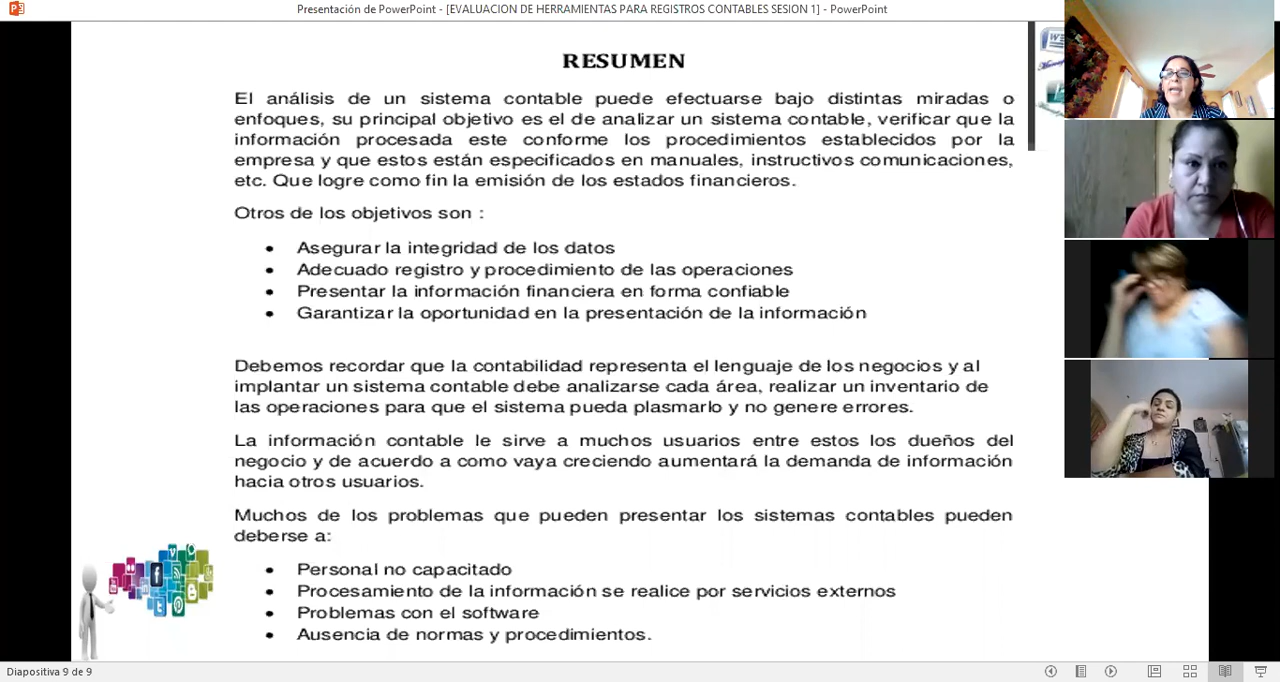 Presentación de PowerPoint - [EVALUACION DE HERRAMIENTAS PARA REGISTROS CONTABLES SESION 1] - PowerPoint
RESUMEN
El análisis de un sistema contable puede efectuarse bajo distintas miradas o
enfoques, su principal objetivo es el de analizar un sistema contable, verificar que la
información procesada este conforme los procedimientos establecidos por la
empresa y que estos están especificados en manuales, instructivos comunicaciones,
etc. Que logre como fin la emisión de los estados financieros.
Otros de los objetivos son :
• Asegurar la integridad de los datos
• Adecuado registro y procedimiento de las operaciones
• Presentar la información financiera en forma confiable
• Garantizar la oportunidad en la presentación de la información
Debemos recordar que la contabilidad representa el lenguaje de los negocios y al
implantar un sistema contable debe analizarse cada área, realizar un inventario de
las operaciones para que el sistema pueda plasmarlo y no genere errores.
La información contable le sirve a muchos usuarios entre estos los dueños del
negocio y de acuerdo a como vaya creciendo aumentará la demanda de información
hacia otros usuarios.
Muchos de los problemas que pueden presentar los sistemas contables pueden
deberse a:
• Personal no capacitado
• Procesamiento de la información se realice por servicios externos
• Problemas con el software
• Ausencia de normas y procedimientos.
Diapositiva 9 de 9